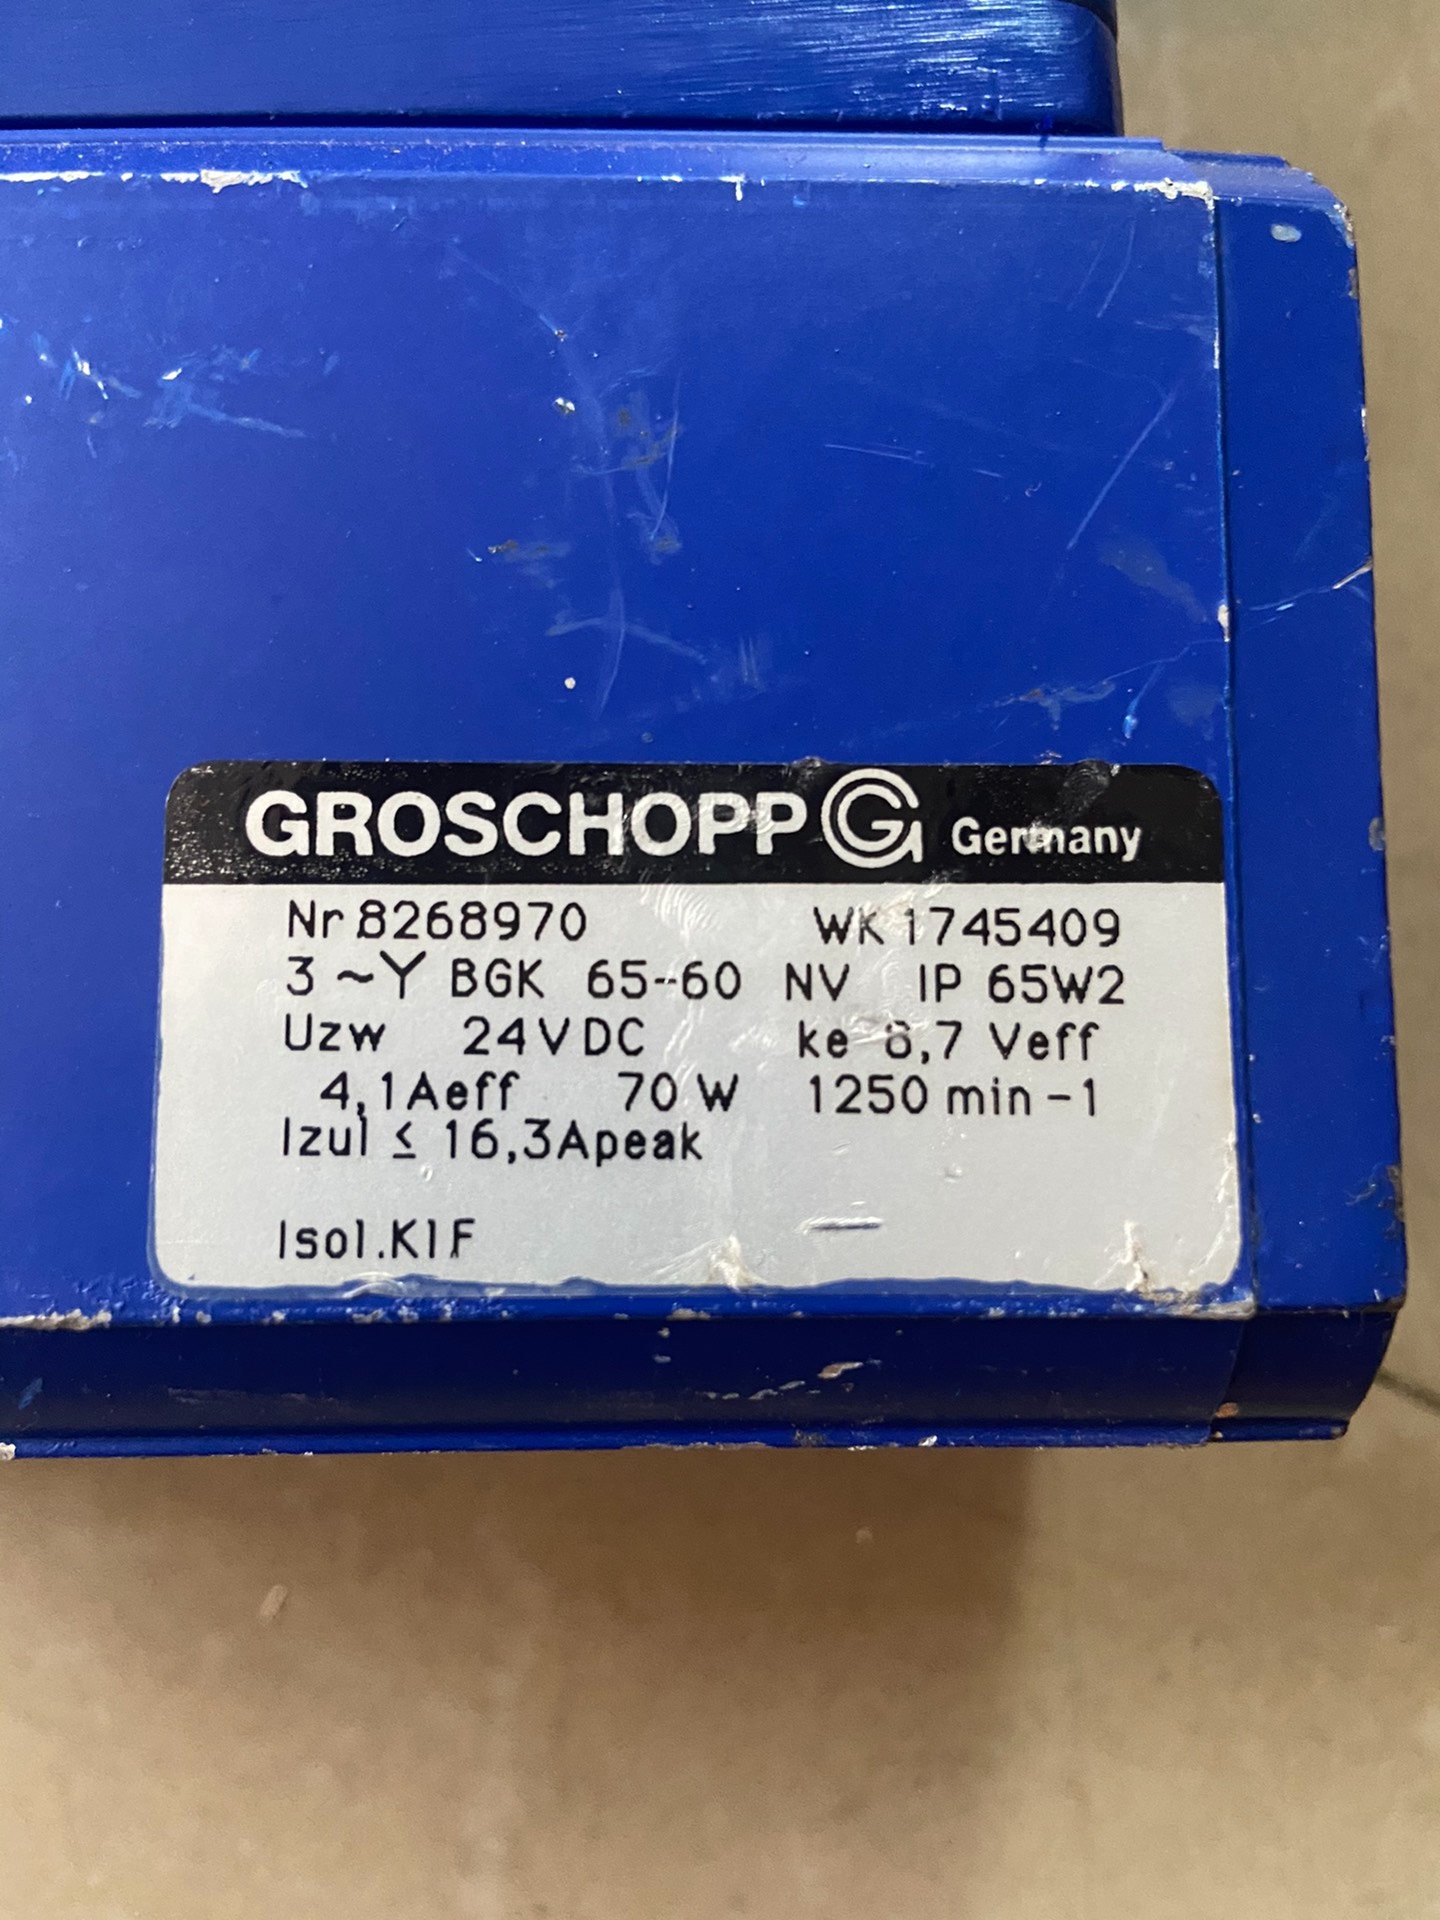 GROSCHOPP G Germany
Nr 8268970 WK 1745409
3 ~ Y BGK 65--60 NV IP 65W2
Uzw 24VDC ke 8,7 Veff
4,1Aeff 70 W 1250 min-1
Izul ≤ 16,3Apeak
Isol.KlF —